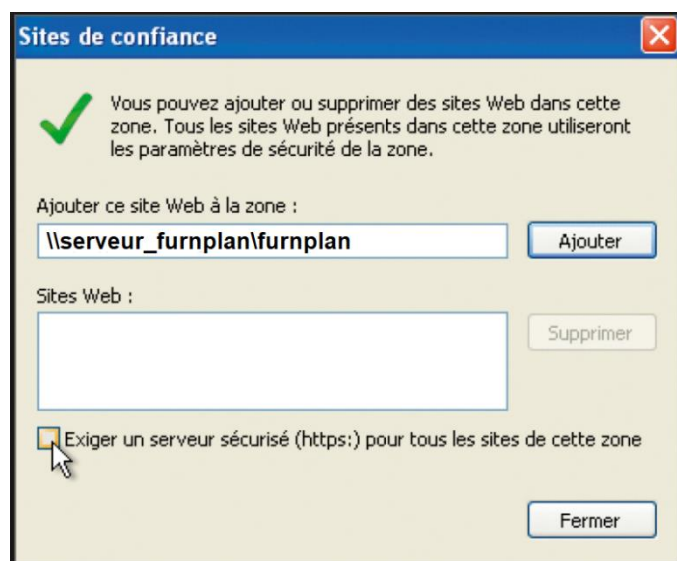 Sites de confiance
Vous pouvez ajouter ou supprimer des sites Web dans cette
zone. Tous les sites Web présents dans cette zone utiliseront
les paramètres de sécurité de la zone.
Ajouter ce site Web à la zone :
\\serveur_furnplan\furnplan
Ajouter
Sites Web :
Supprimer
Exiger un serveur sécurisé (https:) pour tous les sites de cette zone
Fermer